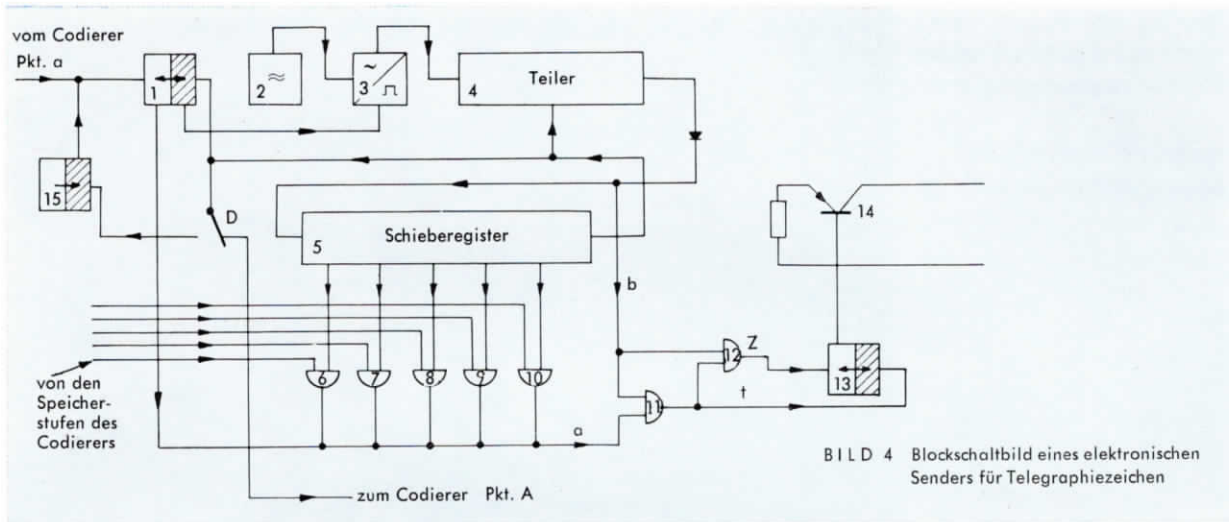 vom Codierer
Pkt. a
1
2
3
4
Teiler
15
D
5
Schieberegister
14
b
von den
Speicher-
stufen des
Codierers
6
7
8
9
10
11
12
Z
13
t
a
zum Codierer Pkt. A
BILD 4 Blockschaltbild eines elektronischen
Senders für Telegraphiezeichen